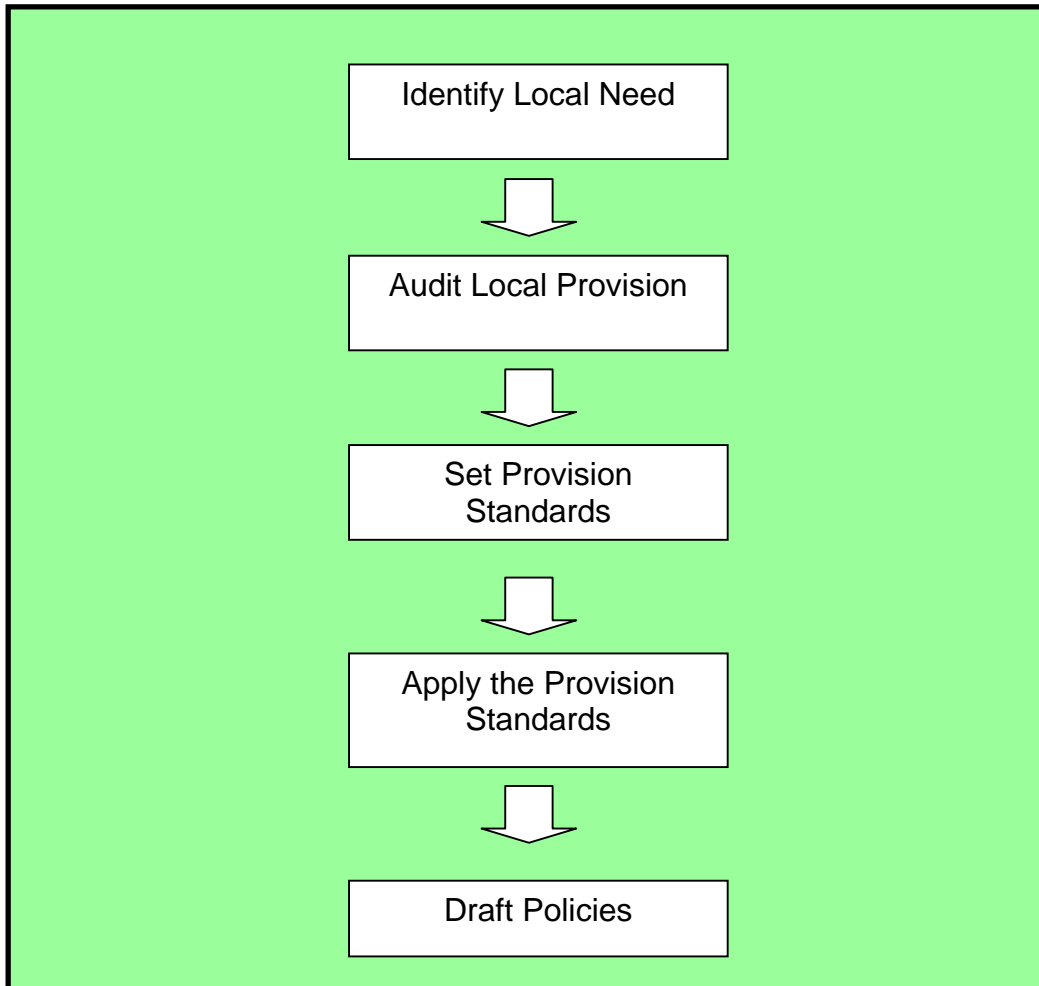 Identify Local Need
Audit Local Provision
Set Provision
Standards
Apply the Provision
Standards
Draft Policies